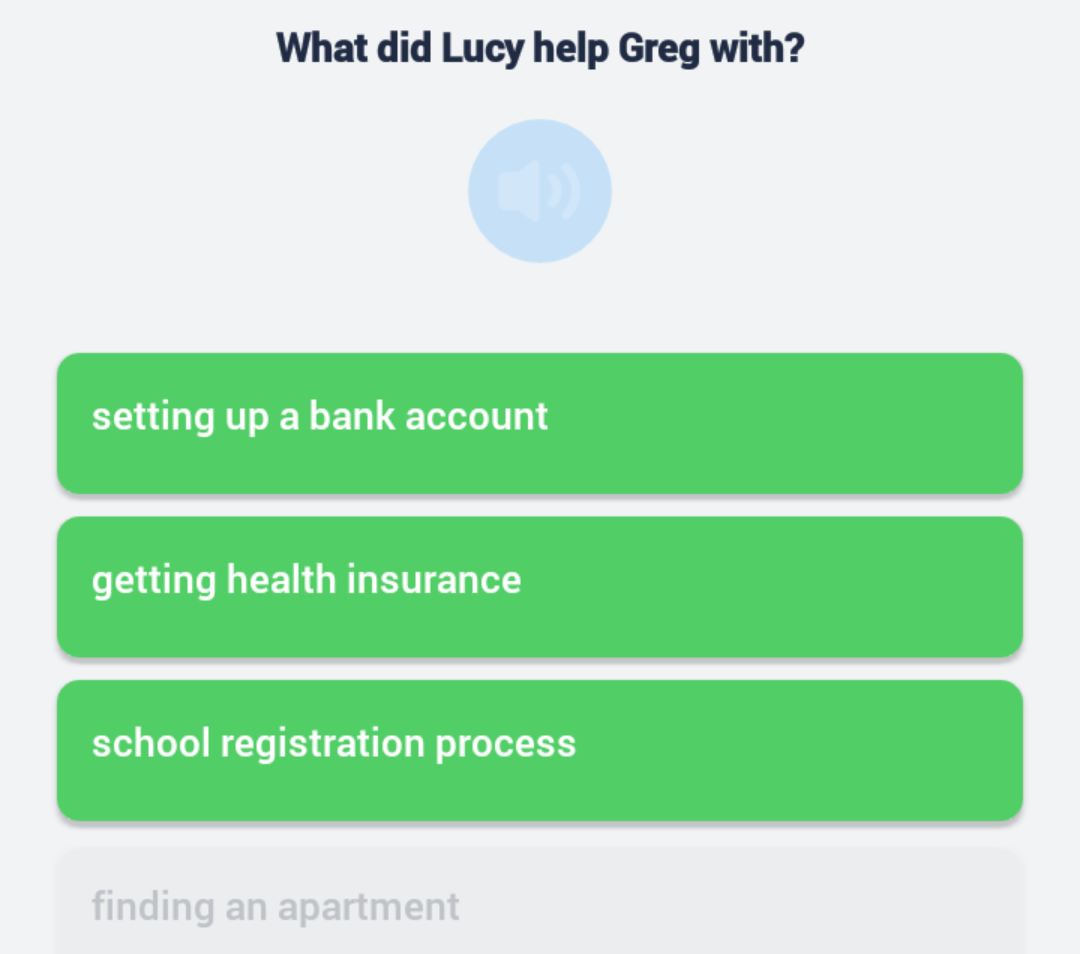 What did Lucy help Greg with?
setting up a bank account
getting health insurance
school registration process
finding an apartment